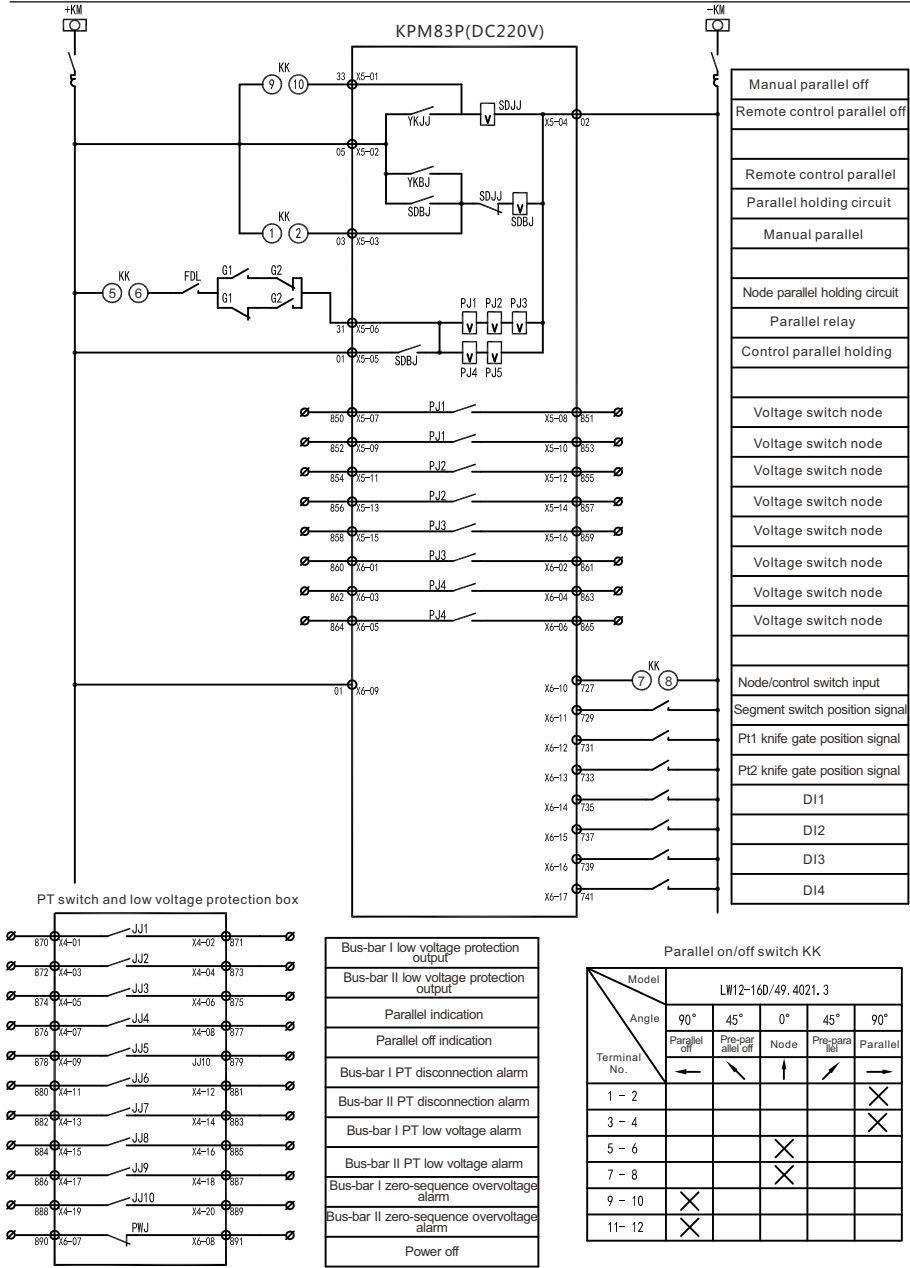 +KM
-KM
KPM83P(DC220V)
KK
9 10
33 X5-01
YKJJ
SDJJ
X5-04 02
05 X5-02
YKBJ
SDBJ
SDJJ
SDBJ
KK
1 2
03 X5-03
KK
5 6
FDL
G1 G2
G1 G2
31 X5-06
PJ1 PJ2 PJ3
01 X5-05
SDBJ
PJ4 PJ5
850 X5-07 PJ1 X5-08 851
852 X5-09 PJ1 X5-10 853
854 X5-11 PJ2 X5-12 855
856 X5-13 PJ2 X5-14 857
858 X5-15 PJ3 X5-16 859
860 X6-01 PJ3 X6-02 861
862 X6-03 PJ4 X6-04 863
864 X6-05 PJ4 X6-06 865
01 X6-09
X6-10 727
KK
7 8
X6-11 729
X6-12 731
X6-13 733
X6-14 735
X6-15 737
X6-16 739
X6-17 741
V
V
V V V
V V
Manual parallel off
Remote control parallel off
Remote control parallel
Parallel holding circuit
Manual parallel
Node parallel holding circuit
Parallel relay
Control parallel holding
Voltage switch node
Voltage switch node
Voltage switch node
Voltage switch node
Voltage switch node
Voltage switch node
Voltage switch node
Voltage switch node
Node/control switch input
Segment switch position signal
Pt1 knife gate position signal
Pt2 knife gate position signal
DI1
DI2
DI3
DI4
PT switch and low voltage protection box
870 X4-01 JJ1 X4-02 871
872 X4-03 JJ2 X4-04 873
874 X4-05 JJ3 X4-06 875
876 X4-07 JJ4 X4-08 877
878 X4-09 JJ5 JJ10 879
880 X4-11 JJ6 X4-12 881
882 X4-13 JJ7 X4-14 883
884 X4-15 JJ8 X4-16 885
886 X4-17 JJ9 X4-18 887
888 X4-19 JJ10 X4-20 889
890 X6-07 PWJ X6-08 891
Bus-bar I low voltage protection
output
Bus-bar II low voltage protection
output
Parallel indication
Parallel off indication
Bus-bar I PT disconnection alarm
Bus-bar II PT disconnection alarm
Bus-bar I PT low voltage alarm
Bus-bar II PT low voltage alarm
Bus-bar I zero-sequence overvoltage
alarm
Bus-bar II zero-sequence overvoltage
alarm
Power off
Parallel on/off switch KK
Model
LW12-16D/49.4021.3
Angle
90° 45° 0° 45° 90°
Parallel
off
Pre-par
allel off
Node
Pre-para
llel
Parallel
Terminal
No.
1 - 2
3 - 4
5 - 6
7 - 8
9 - 10
11- 12